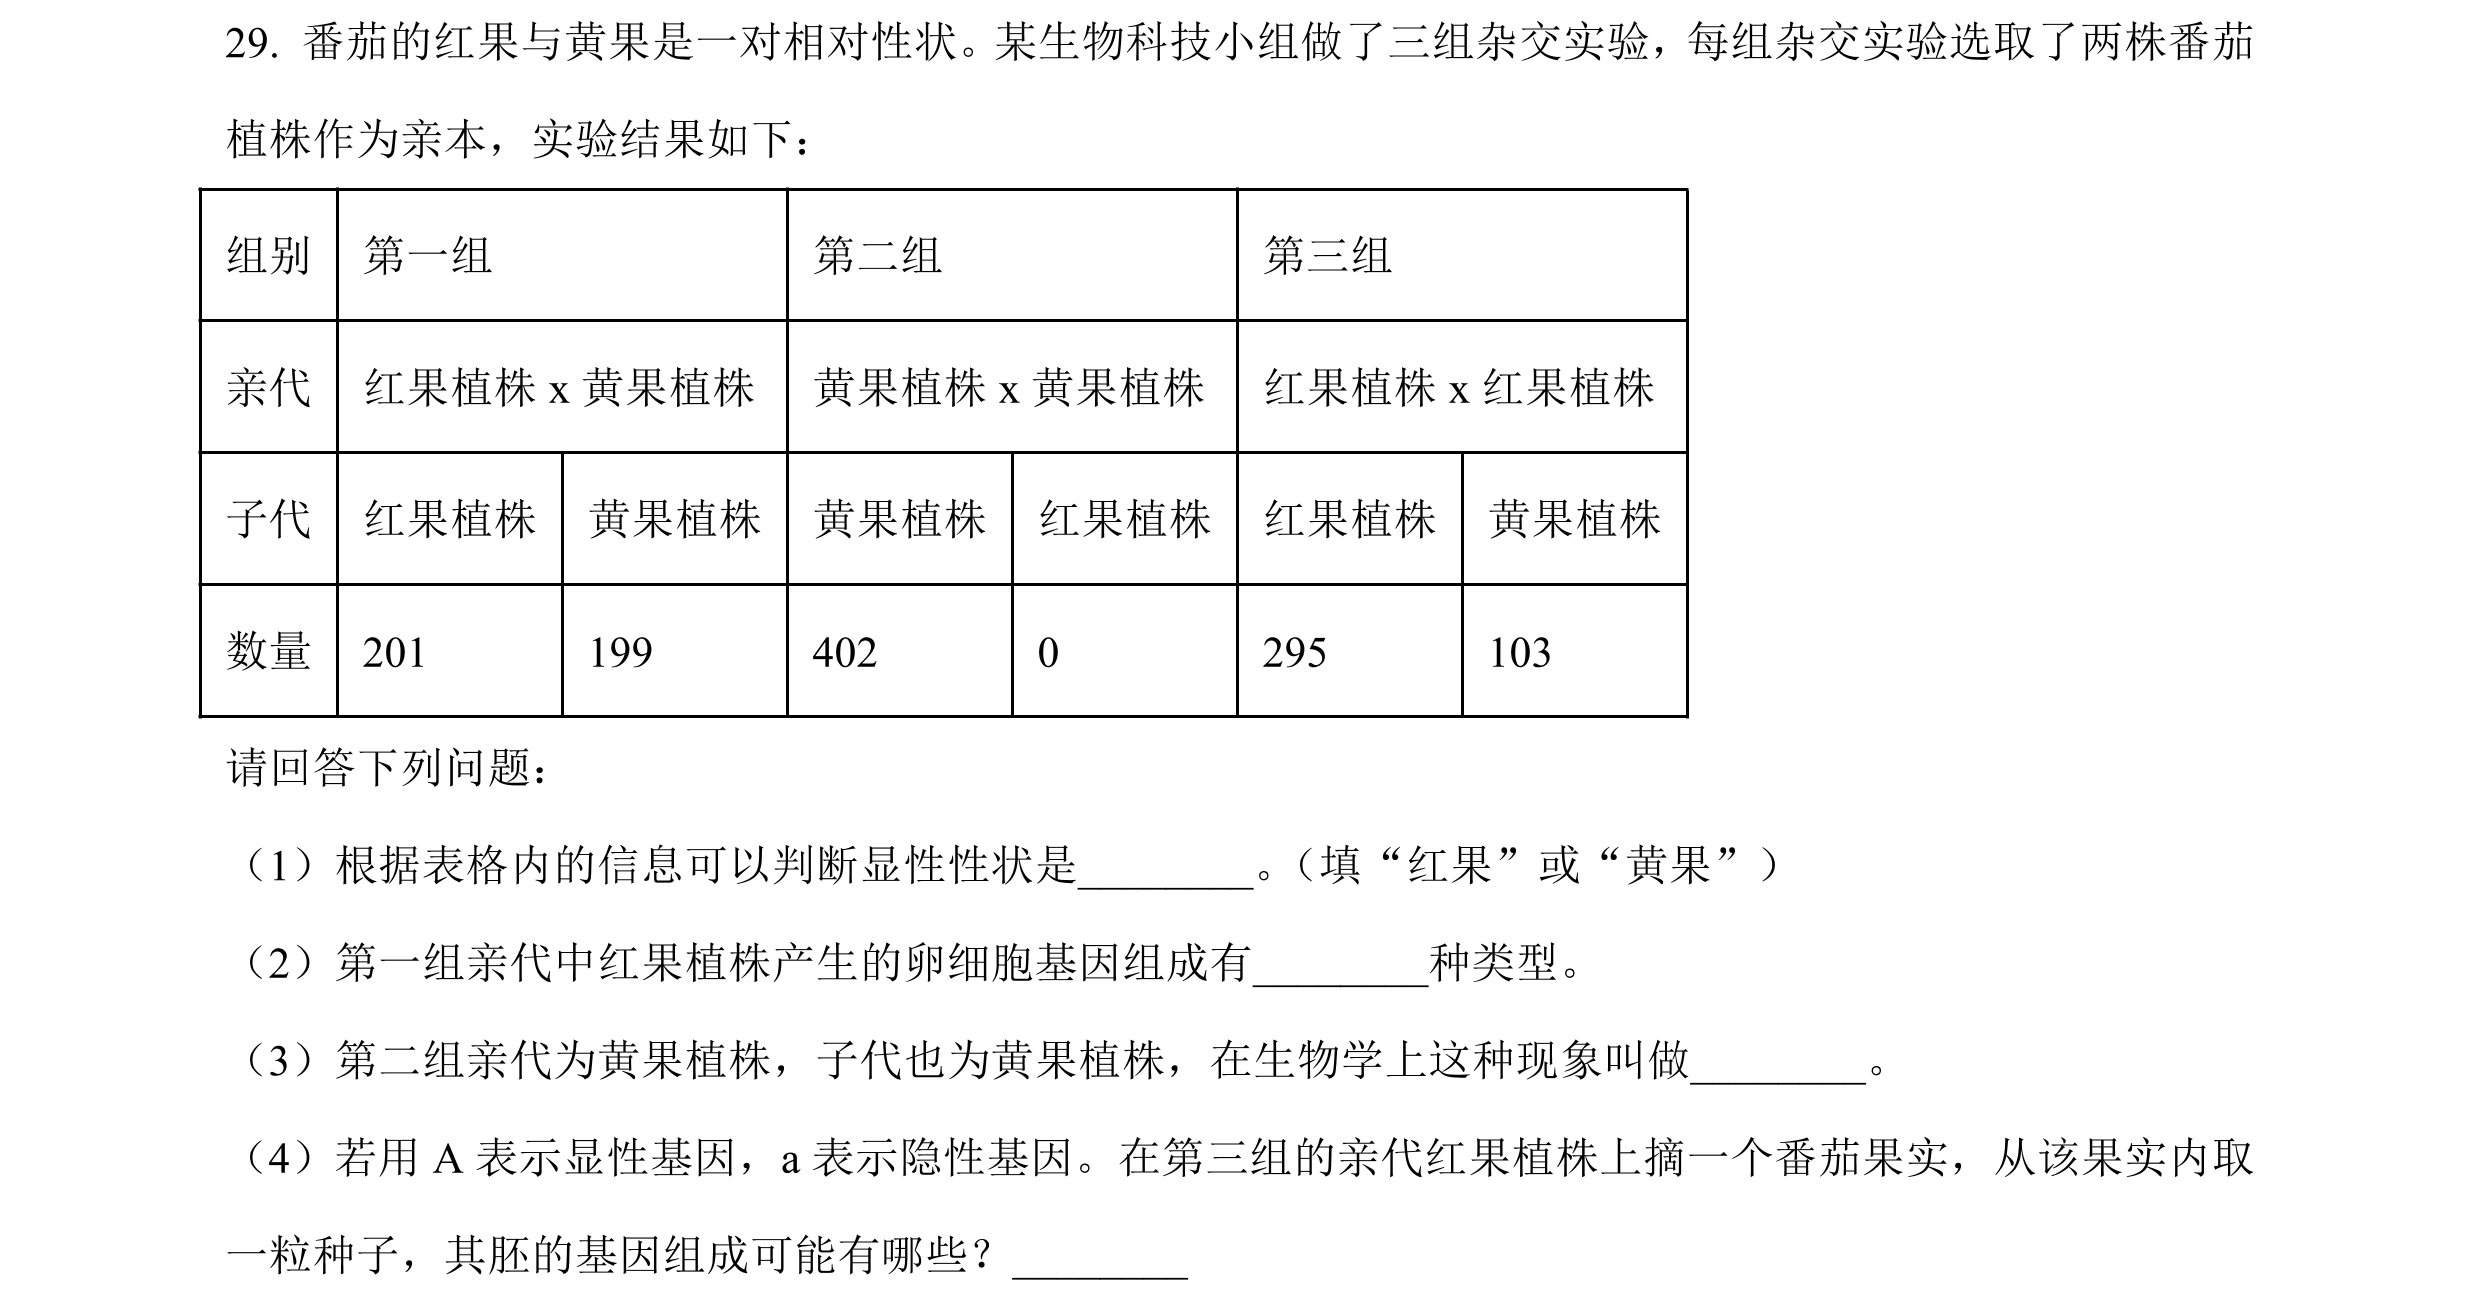 29. 番茄的红果与黄果是一对相对性状。某生物科技小组做了三组杂交实验，每组杂交实验选取了两株番茄
植株作为亲本，实验结果如下：
组别 第一组 第二组 第三组
亲代 红果植株 x 黄果植株 黄果植株 x 黄果植株 红果植株 x 红果植株
子代 红果植株 黄果植株 黄果植株 红果植株 红果植株 黄果植株
数量 201 199 402 0 295 103
请回答下列问题：
（1）根据表格内的信息可以判断显性性状是________。（填“红果”或“黄果”）
（2）第一组亲代中红果植株产生的卵细胞基因组成有________种类型。
（3）第二组亲代为黄果植株，子代也为黄果植株，在生物学上这种现象叫做________。
（4）若用 A 表示显性基因，a 表示隐性基因。在第三组的亲代红果植株上摘一个番茄果实，从该果实内取
一粒种子，其胚的基因组成可能有哪些？________